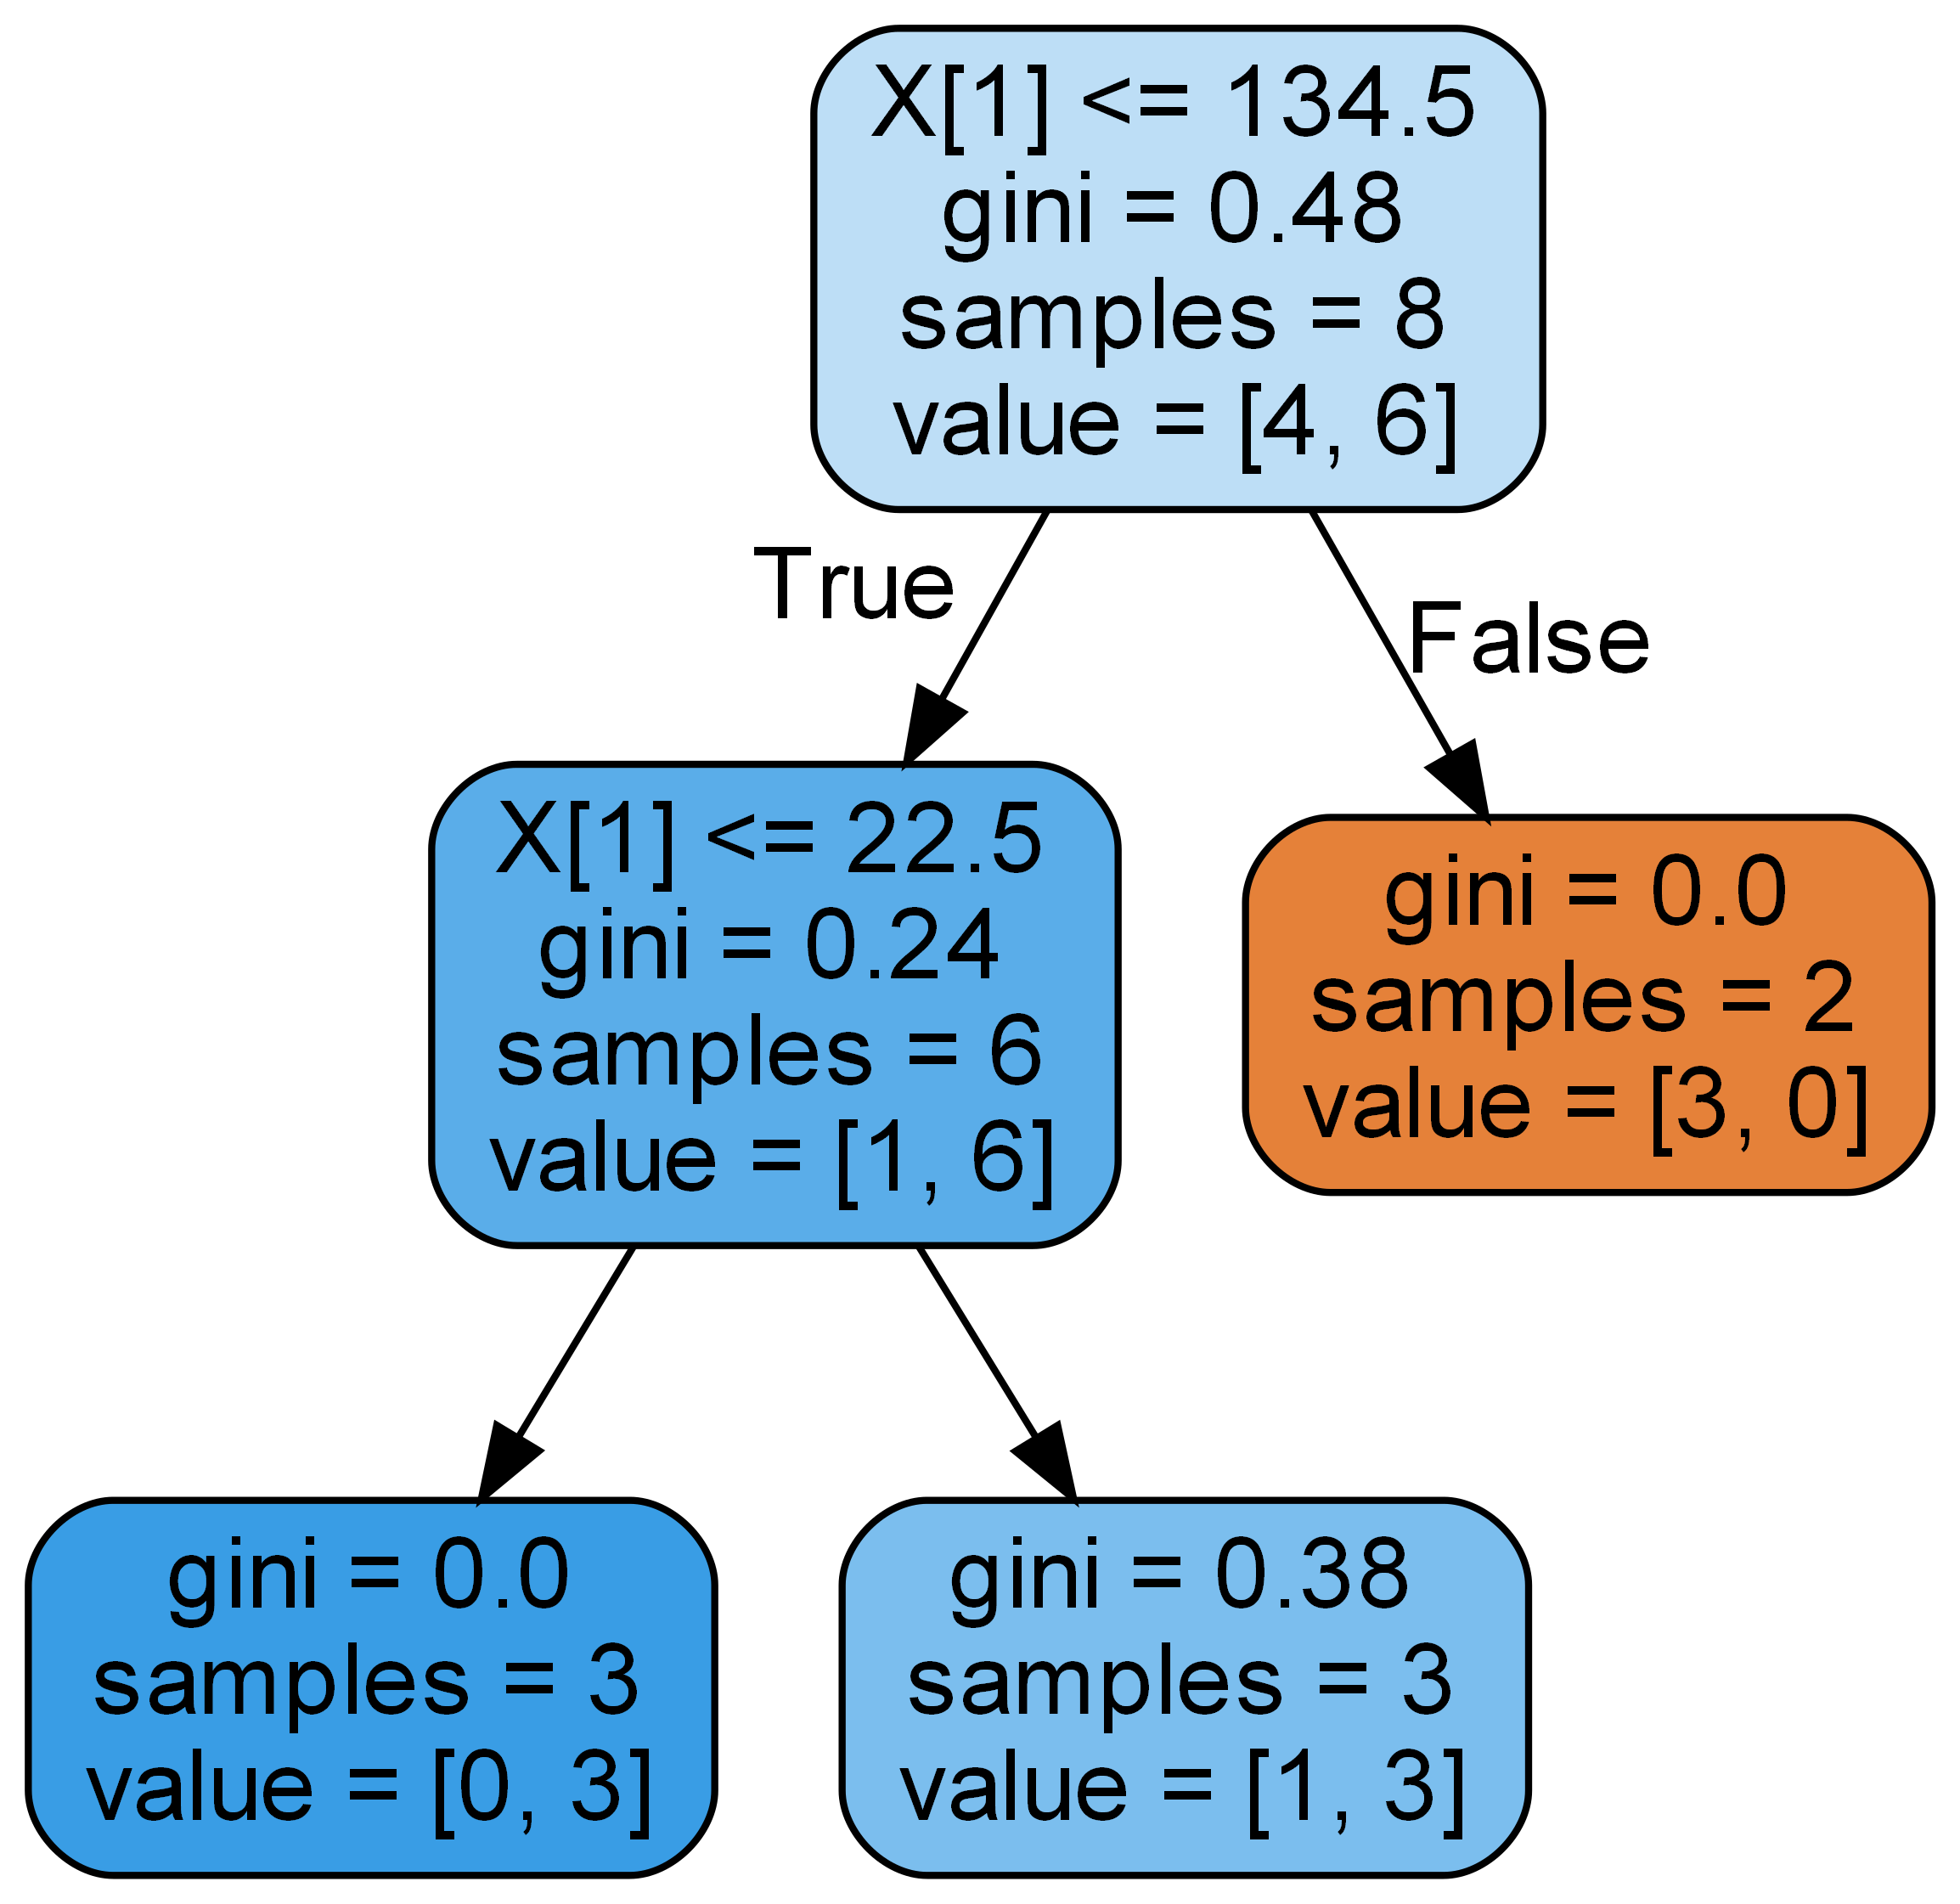 X[1] <= 134.5
gini = 0.48
samples = 8
value = [4, 6]
True
False
X[1] <= 22.5
gini = 0.24
samples = 6
value = [1, 6]
gini = 0.0
samples = 2
value = [3, 0]
gini = 0.0
samples = 3
value = [0, 3]
gini = 0.38
samples = 3
value = [1, 3]